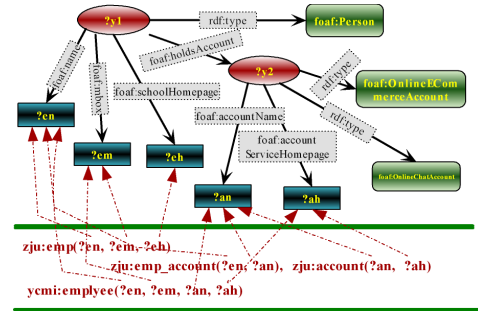 ?y1
rdf:type
foaf:Person
foaf:name
foaf:mbox
foaf:holdsAccount
?y2
rdf:type
foaf:OnlineECom
merceAccount
foaf:schoolHomepage
?en
foaf:accountName
rdf:type
?em
?eh
foaf:account
ServiceHomepage
foaf:OnlineChatAccount
?an
?ah
zju:emp(?en, ?em, ?eh)
zju:emp_account(?en, ?an), zju:account(?an, ?ah)
ycmi:emplyee(?en, ?em, ?an, ?ah)